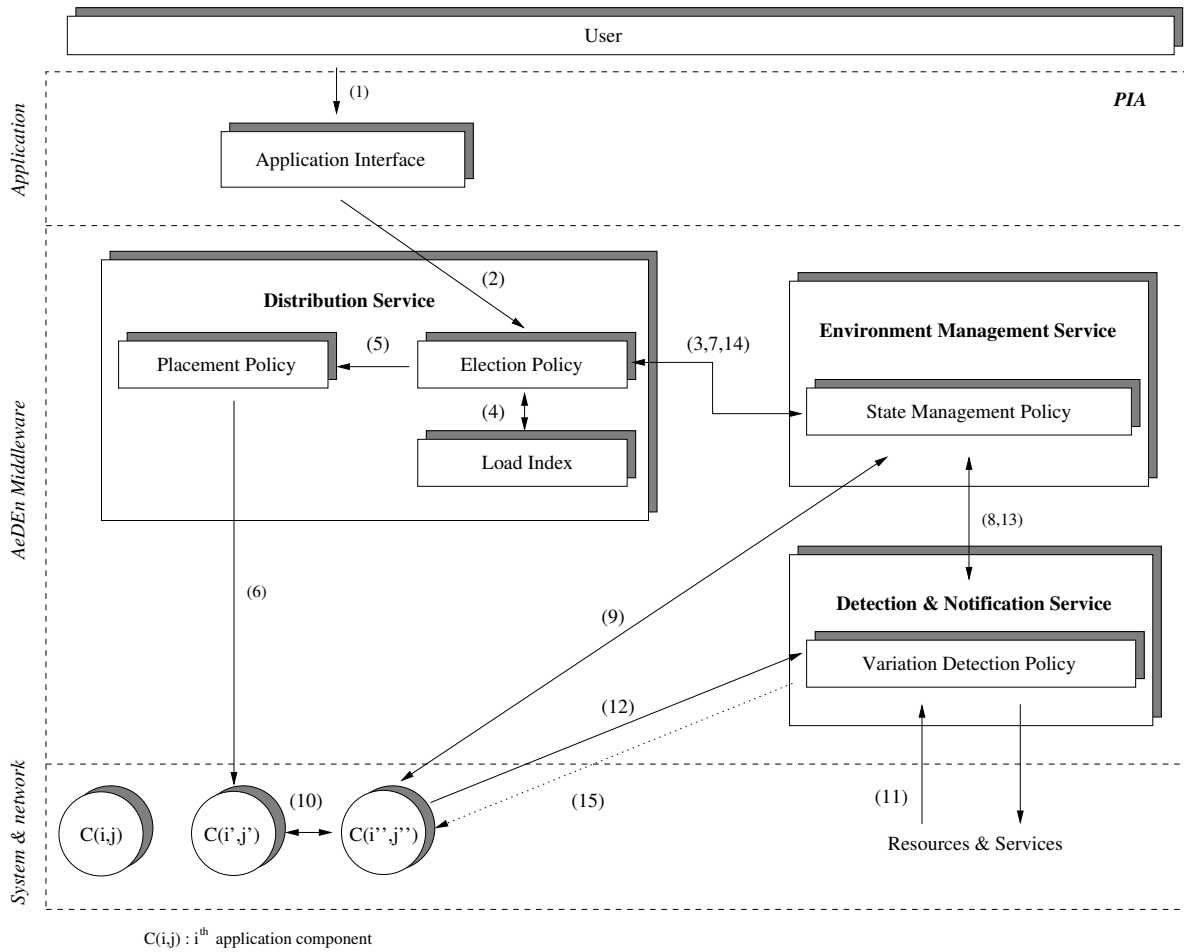 User
(1)
PIA
Application
Application Interface
(2)
Distribution Service
Environment Management Service
(5)
(3,7,14)
Placement Policy
Election Policy
(4)
State Management Policy
Load Index
AeDEn Middleware
(8,13)
(6)
(9)
Detection & Notification Service
Variation Detection Policy
(12)
System & network
(10)
(15)
(11)
C(i,j)
C(i',j')
C(i'',j'')
Resources & Services
C(i,j) : i th application component